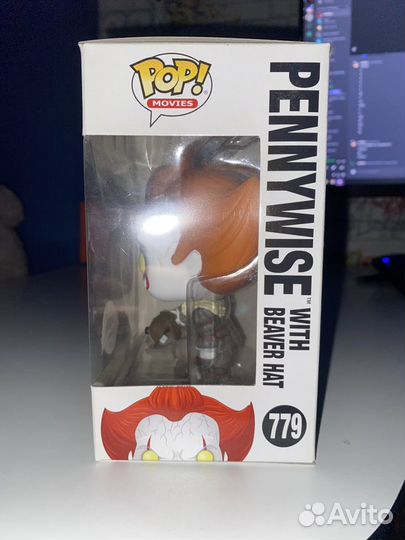 POP!
MOVIES
PENNYWISE™ WITH
BEAVER HAT
779
Avito